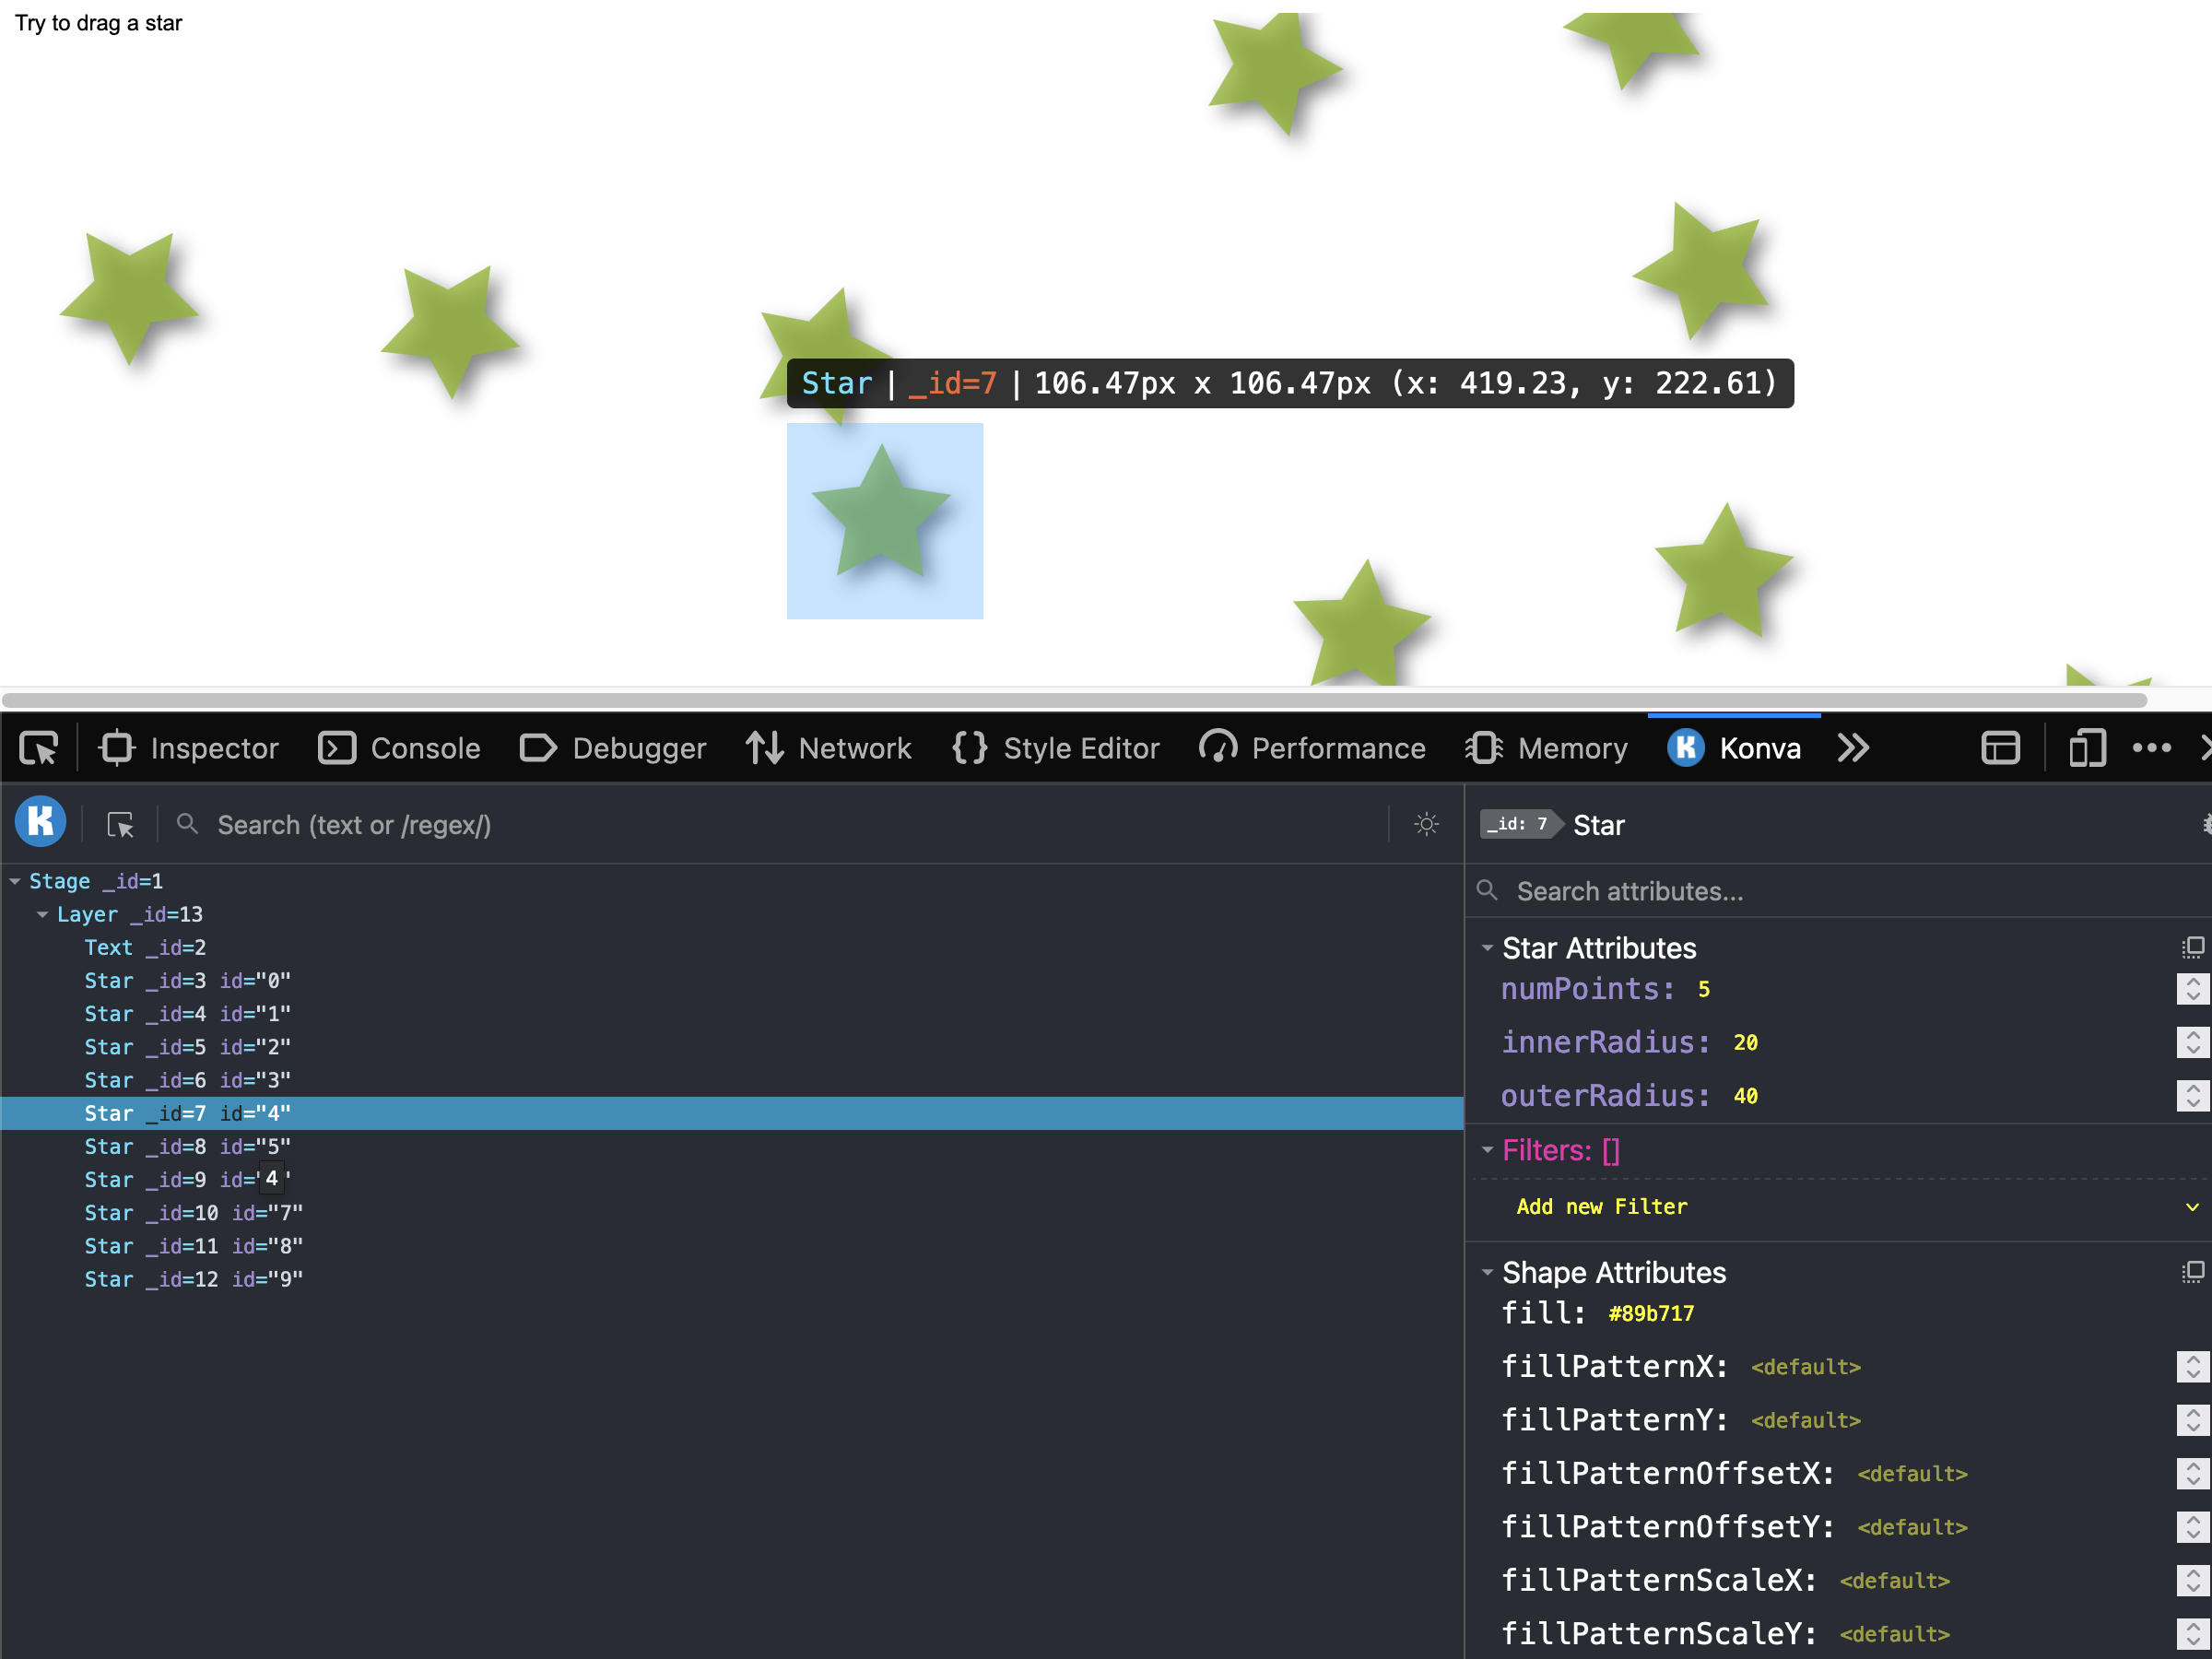 Try to drag a star
Star | _id=7 | 106.47px x 106.47px (x: 419.23, y: 222.61)
Inspector Console Debugger Network Style Editor Performance Memory Konva
Search (text or /regex/)
Stage _id=1
Layer _id=13
Text _id=2
Star _id=3 id="0"
Star _id=4 id="1"
Star _id=5 id="2"
Star _id=6 id="3"
Star _id=7 id="4"
Star _id=8 id="5"
Star _id=9 id="
4
Star _id=10 id="7"
Star _id=11 id="8"
Star _id=12 id="9"
_id: 7 Star
Search attributes...
Star Attributes
numPoints: 5
innerRadius: 20
outerRadius: 40
Filters: []
Add new Filter
Shape Attributes
fill: #89b717
fillPatternX: <default>
fillPatternY: <default>
fillPatternOffsetX: <default>
fillPatternOffsetY: <default>
fillPatternScaleX: <default>
fillPatternScaleY: <default>